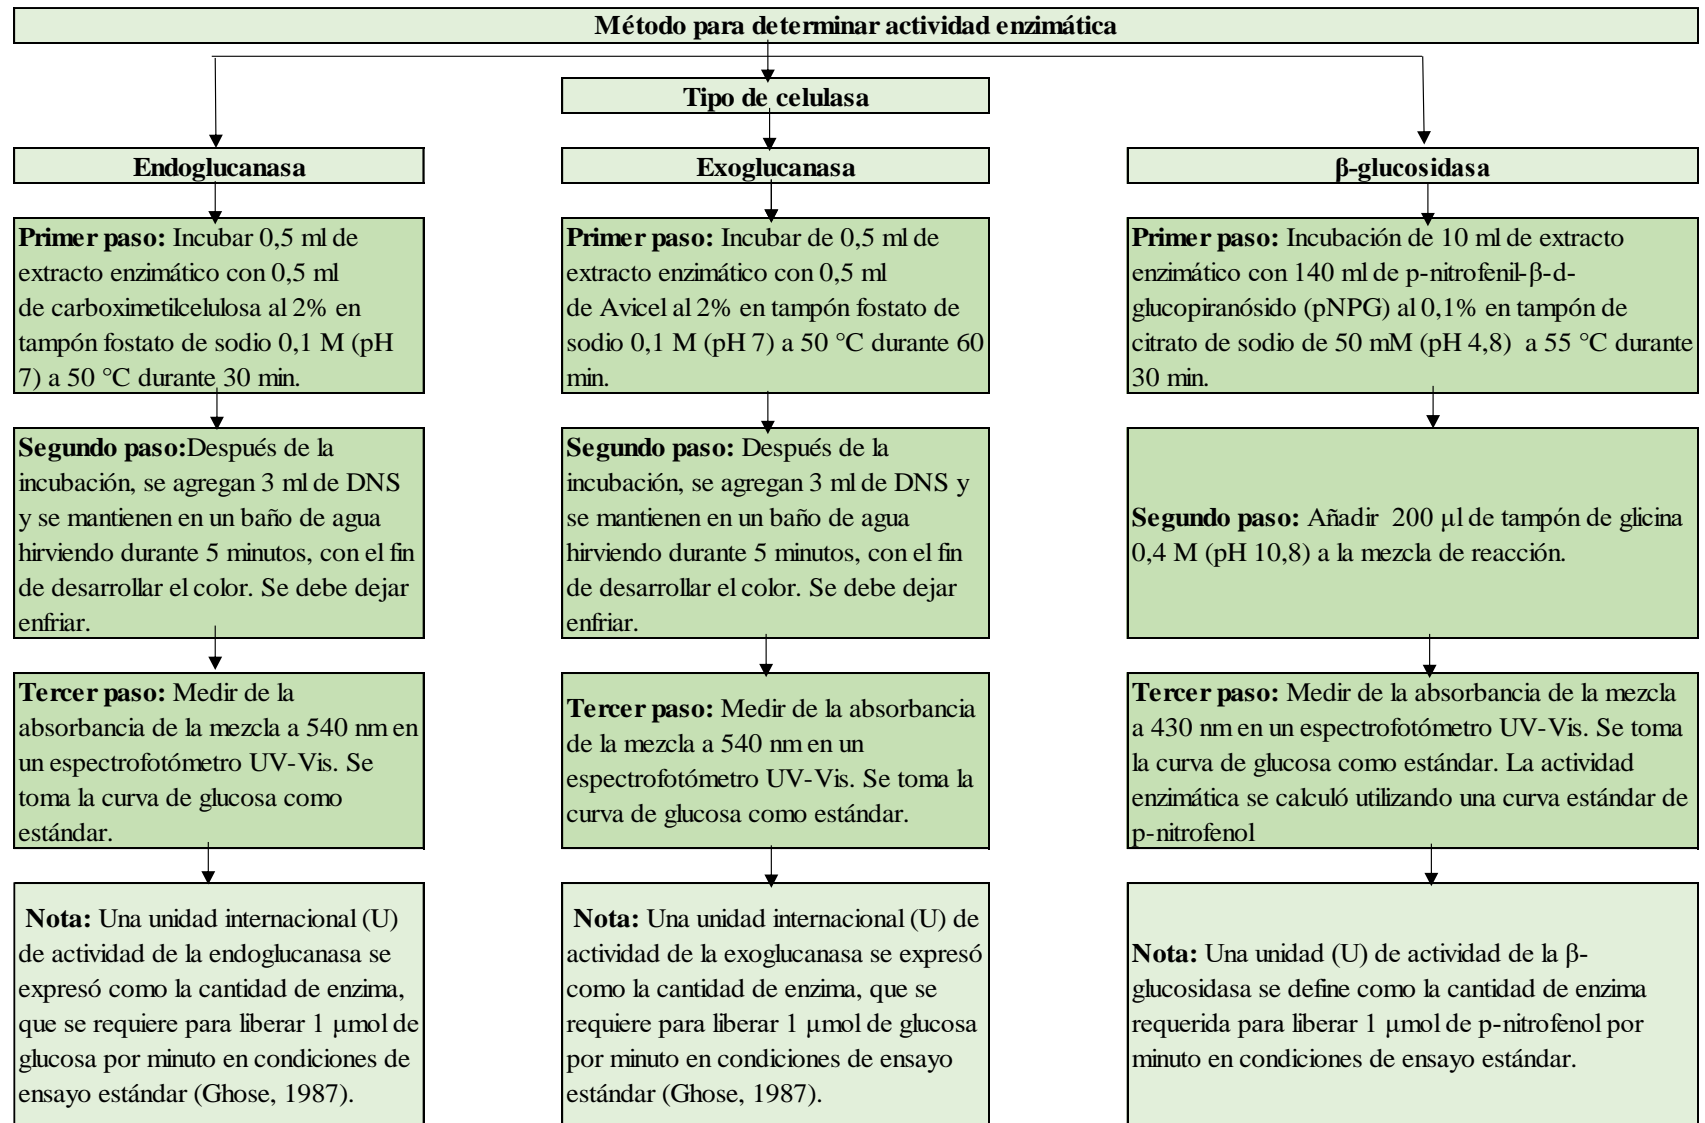 Método para determinar actividad enzimática
Tipo de celulasa
Endoglucanasa
Primer paso: Incubar 0,5 ml de
extracto enzimático con 0,5 ml
de carboximetilcelulosa al 2% en
tampón fostato de sodio 0,1 M (pH
7) a 50 °C durante 30 min.
Segundo paso:Después de la
incubación, se agregan 3 ml de DNS
y se mantienen en un baño de agua
hirviendo durante 5 minutos, con el fin
de desarrollar el color. Se debe dejar
enfriar.
Tercer paso: Medir de la
absorbancia de la mezcla a 540 nm en
un espectrofotómetro UV-Vis. Se
toma la curva de glucosa como
estándar.
Nota: Una unidad internacional (U)
de actividad de la endoglucanasa se
expresó como la cantidad de enzima,
que se requiere para liberar 1 μmol de
glucosa por minuto en condiciones de
ensayo estándar (Ghose, 1987).
Exoglucanasa
Primer paso: Incubar de 0,5 ml de
extracto enzimático con 0,5 ml
de Avicel al 2% en tampón fostato de
sodio 0,1 M (pH 7) a 50 °C durante 60
min.
Segundo paso: Después de la
incubación, se agregan 3 ml de DNS y
se mantienen en un baño de agua
hirviendo durante 5 minutos, con el fin
de desarrollar el color. Se debe dejar
enfriar.
Tercer paso: Medir de la absorbancia
de la mezcla a 540 nm en un
espectrofotómetro UV-Vis. Se toma la
curva de glucosa como estándar.
Nota: Una unidad internacional (U) de
actividad de la exoglucanasa se expresó
como la cantidad de enzima, que se
requiere para liberar 1 μmol de glucosa
por minuto en condiciones de ensayo
estándar (Ghose, 1987).
β-glucosidasa
Primer paso: Incubación de 10 ml de extracto
enzimático con 140 ml de p-nitrofenil-β-d-
glucopiranósido (pNPG) al 0,1% en tampón de
citrato de sodio de 50 mM (pH 4,8) a 55 °C durante
30 min.
Segundo paso: Añadir 200 μl de tampón de glicina
0,4 M (pH 10,8) a la mezcla de reacción.
Tercer paso: Medir de la absorbancia de la mezcla
a 430 nm en un espectrofotómetro UV-Vis. Se toma
la curva de glucosa como estándar. La actividad
enzimática se calculó utilizando una curva estándar de
p-nitrofenol
Nota: Una unidad (U) de actividad de la β-
glucosidasa se define como la cantidad de enzima
requerida para liberar 1 μmol de p-nitrofenol por
minuto en condiciones de ensayo estándar.